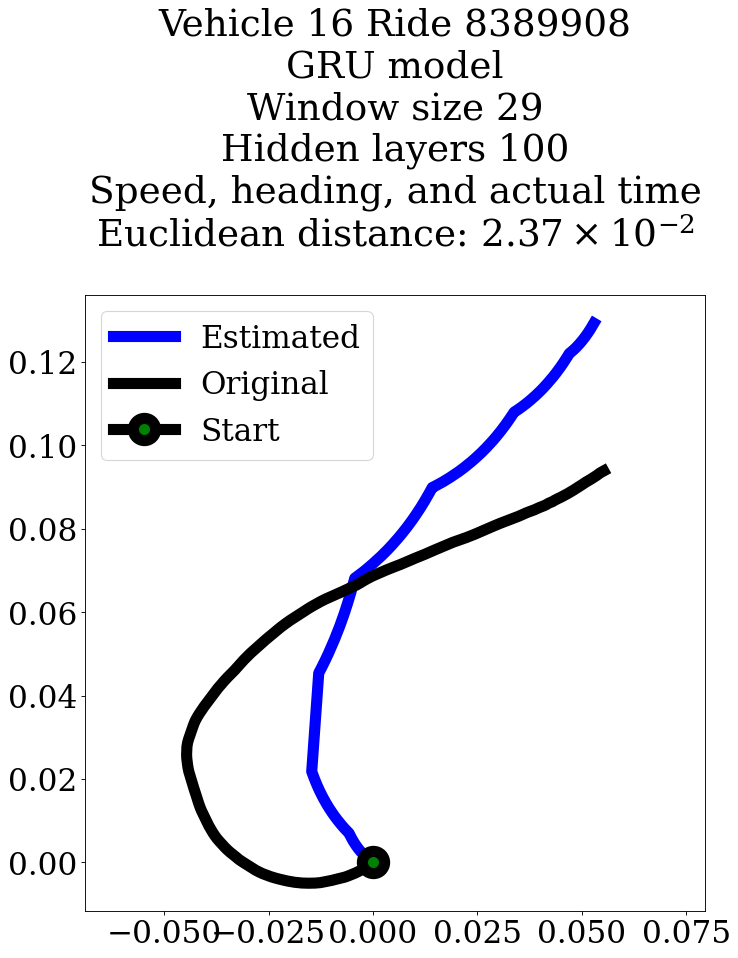 Vehicle 16 Ride 8389908
GRU model
Window size 29
Hidden layers 100
Speed, heading, and actual time
Euclidean distance: 2.37 × 10⁻²
Estimated
Original
Start
0.12
0.10
0.08
0.06
0.04
0.02
0.00
−0.050 −0.025 0.000 0.025 0.050 0.075